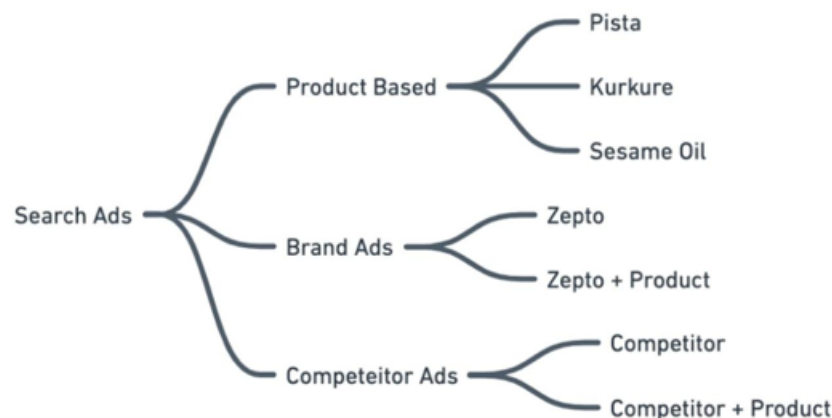 Search Ads
Product Based
Pista
Kurkure
Sesame Oil
Brand Ads
Zepto
Zepto + Product
Competeitor Ads
Competitor
Competitor + Product